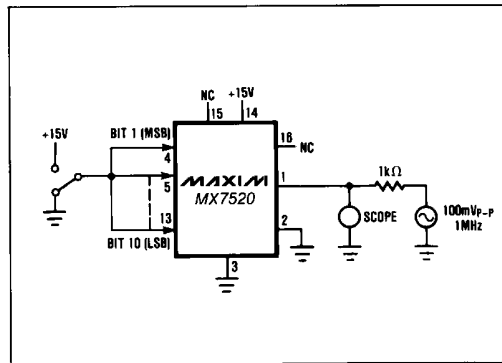 NC +15V
15 14
+15V
BIT 1 (MSB)
4
5
13
BIT 10 (LSB)
MAXIM
MX7520
16 NC
1
2
3
1kΩ
SCOPE
100mVP-P
1MHz